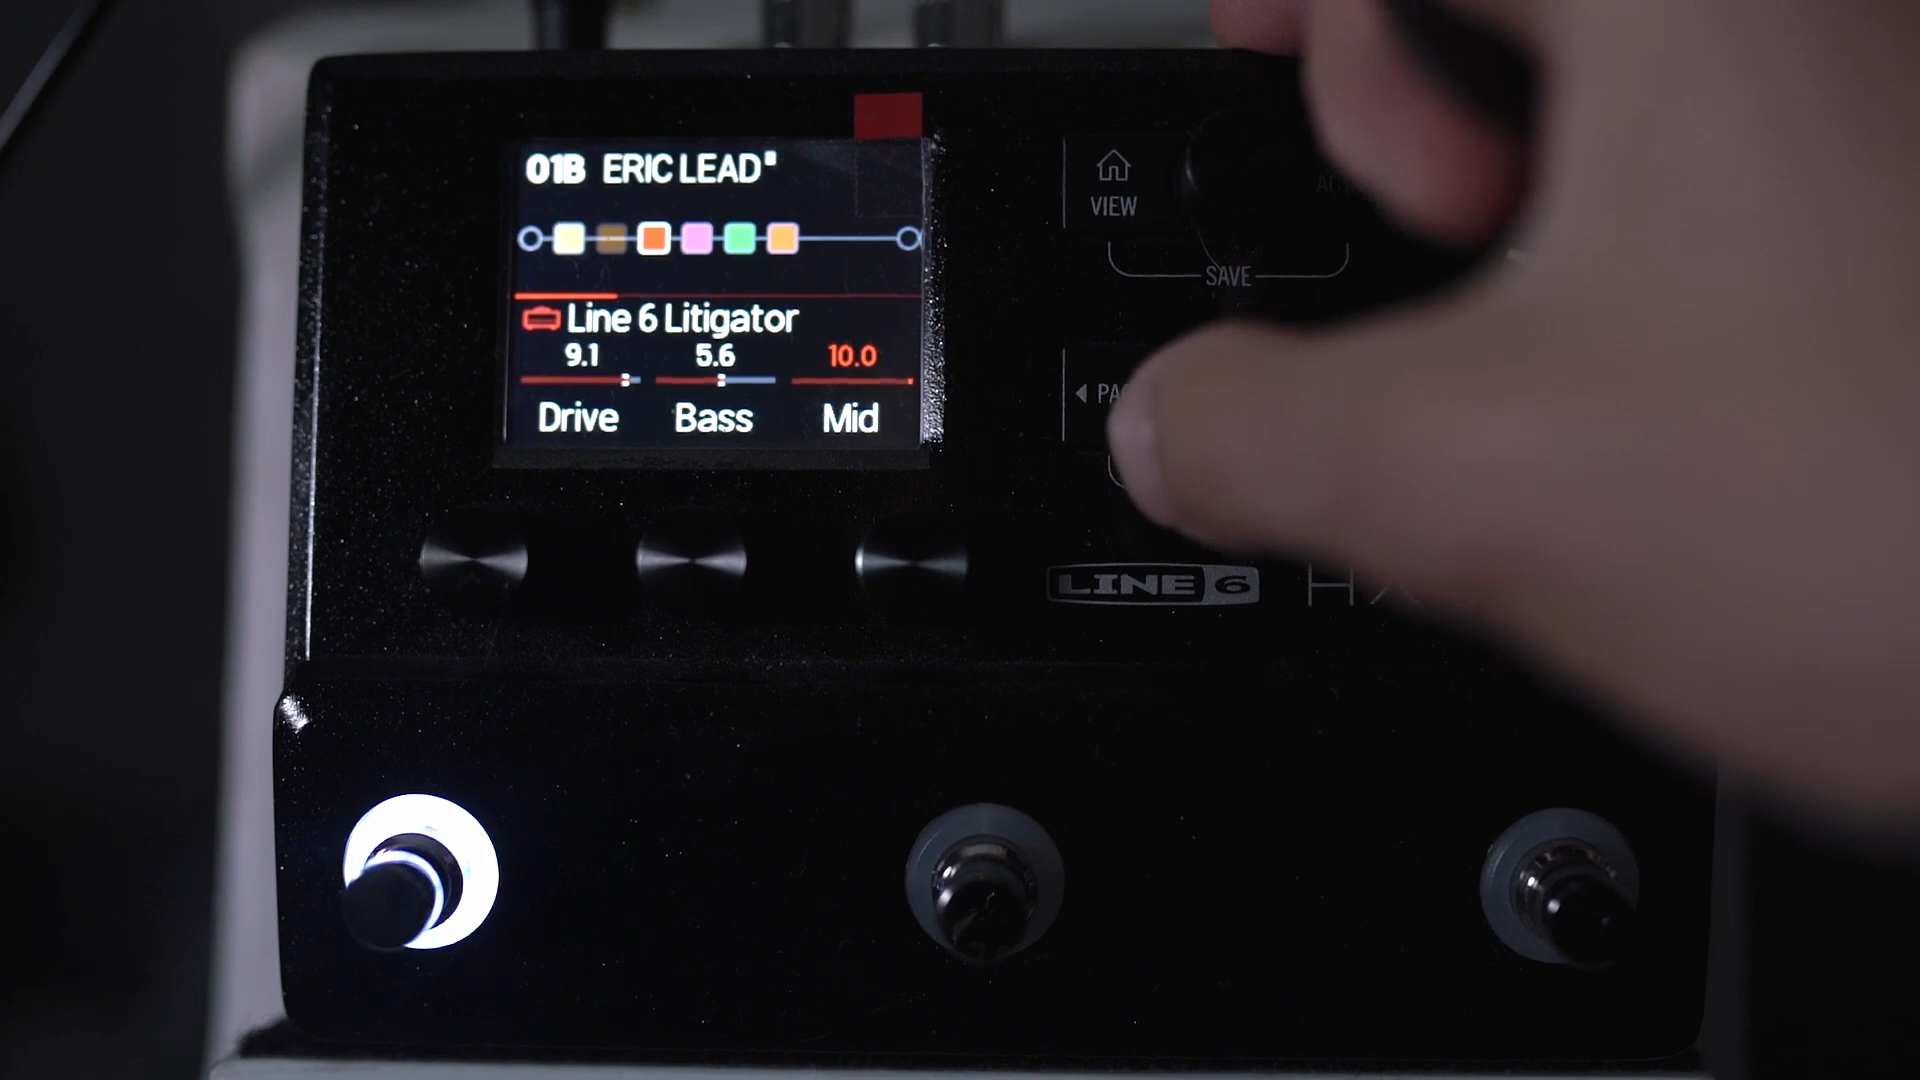 01B ERIC LEAD
Line 6 Litigator
9.1 5.6 10.0
Drive Bass Mid
VIEW
SAVE
LINE 6